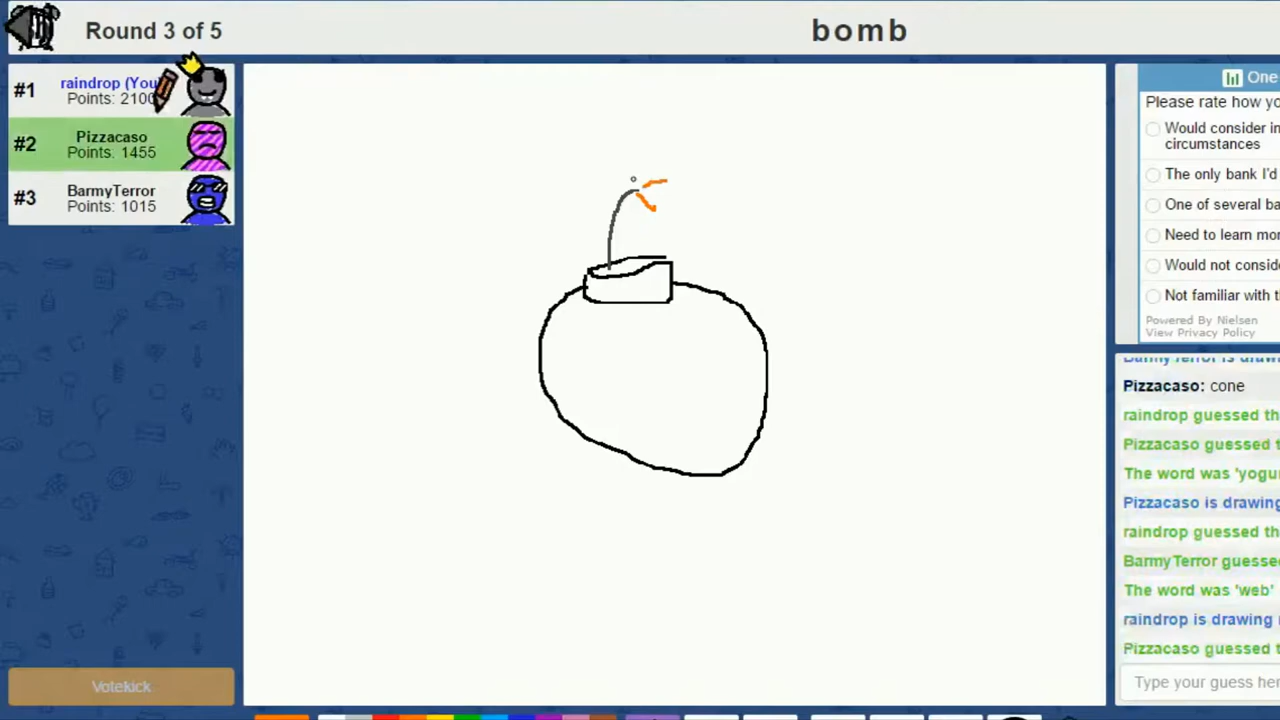 Round 3 of 5
bomb
#1
raindrop (You
Points: 2100
#2
Pizzacaso
Points: 1455
#3
BarmyTerror
Points: 1015
One
Please rate how yo
Would consider in
circumstances
The only bank I'd
One of several ba
Need to learn mor
Would not conside
Not familiar with t
Powered By Nielsen
View Privacy Policy
BarmyTerror is drawi
Pizzacaso: cone
raindrop guessed th
Pizzacaso guessed t
The word was 'yogu
Pizzacaso is drawing
raindrop guessed th
BarmyTerror guesse
The word was 'web'
raindrop is drawing
Pizzacaso guessed t
Type your guess her
Votekick